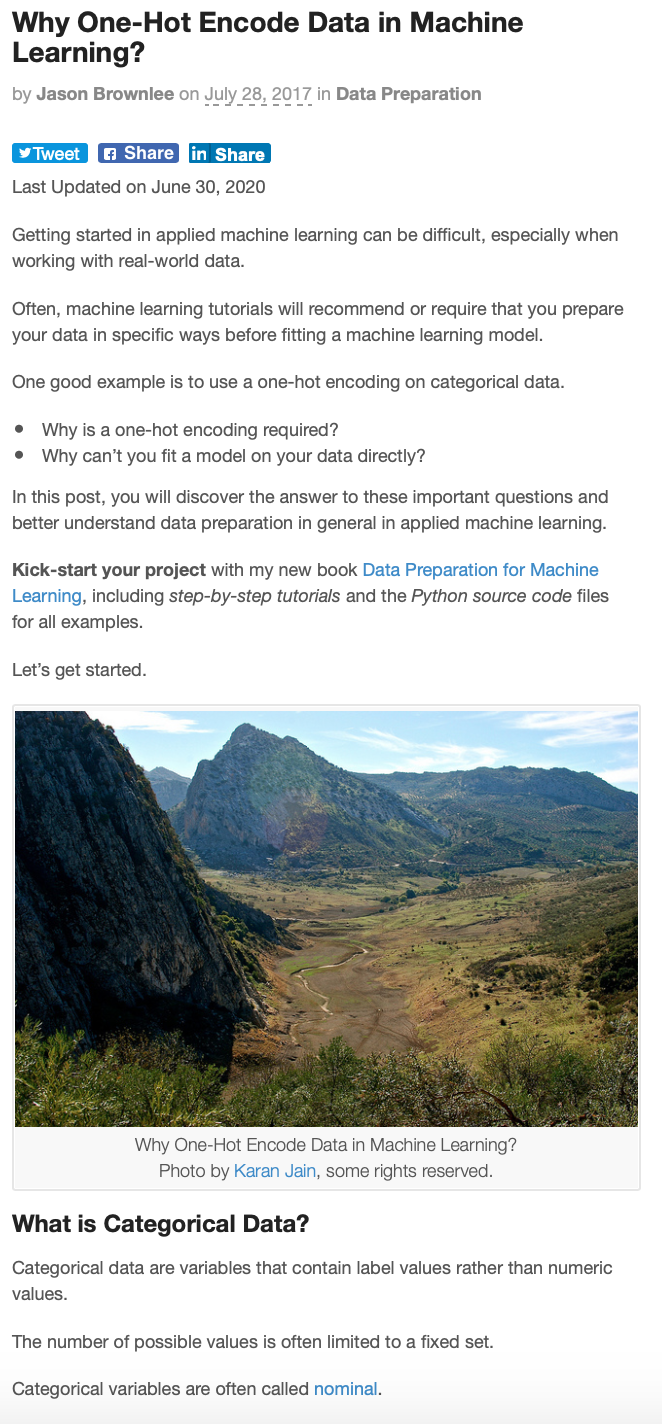 Why One-Hot Encode Data in Machine
Learning?
by Jason Brownlee on July 28, 2017 in Data Preparation
Tweet Share Share
Last Updated on June 30, 2020
Getting started in applied machine learning can be difficult, especially when
working with real-world data.
Often, machine learning tutorials will recommend or require that you prepare
your data in specific ways before fitting a machine learning model.
One good example is to use a one-hot encoding on categorical data.
• Why is a one-hot encoding required?
• Why can’t you fit a model on your data directly?
In this post, you will discover the answer to these important questions and
better understand data preparation in general in applied machine learning.
Kick-start your project with my new book Data Preparation for Machine
Learning, including step-by-step tutorials and the Python source code files
for all examples.
Let’s get started.
Why One-Hot Encode Data in Machine Learning?
Photo by Karan Jain, some rights reserved.
What is Categorical Data?
Categorical data are variables that contain label values rather than numeric
values.
The number of possible values is often limited to a fixed set.
Categorical variables are often called nominal.